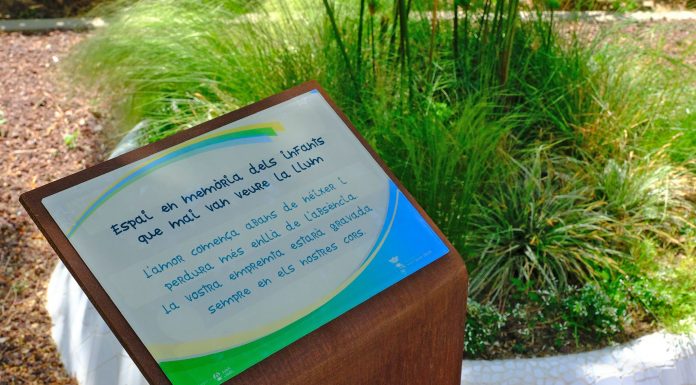 Espai en memòria dels infants
que mai van veure la llum
L'amor comença abans de néixer i
perdura més enllà de l'absència
La vostra empremta estarà gravada
sempre en els nostres cors.